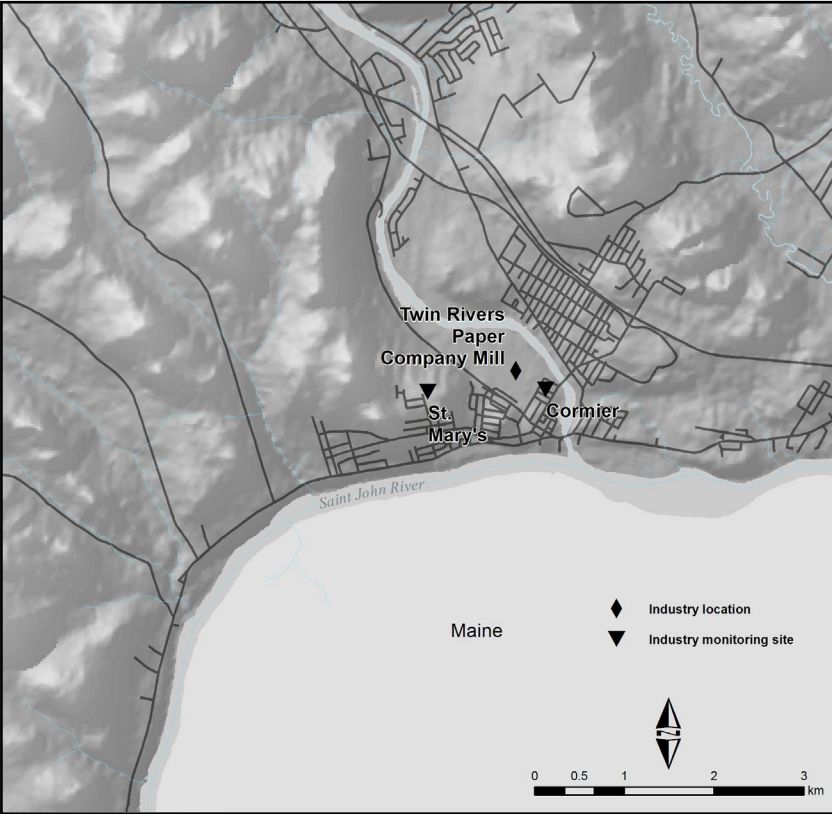 Twin Rivers
Paper
Company Mill
St.
Mary's
Cormier
Saint John River
Maine
Industry location
Industry monitoring site
N
0 0.5 1 2 3
km